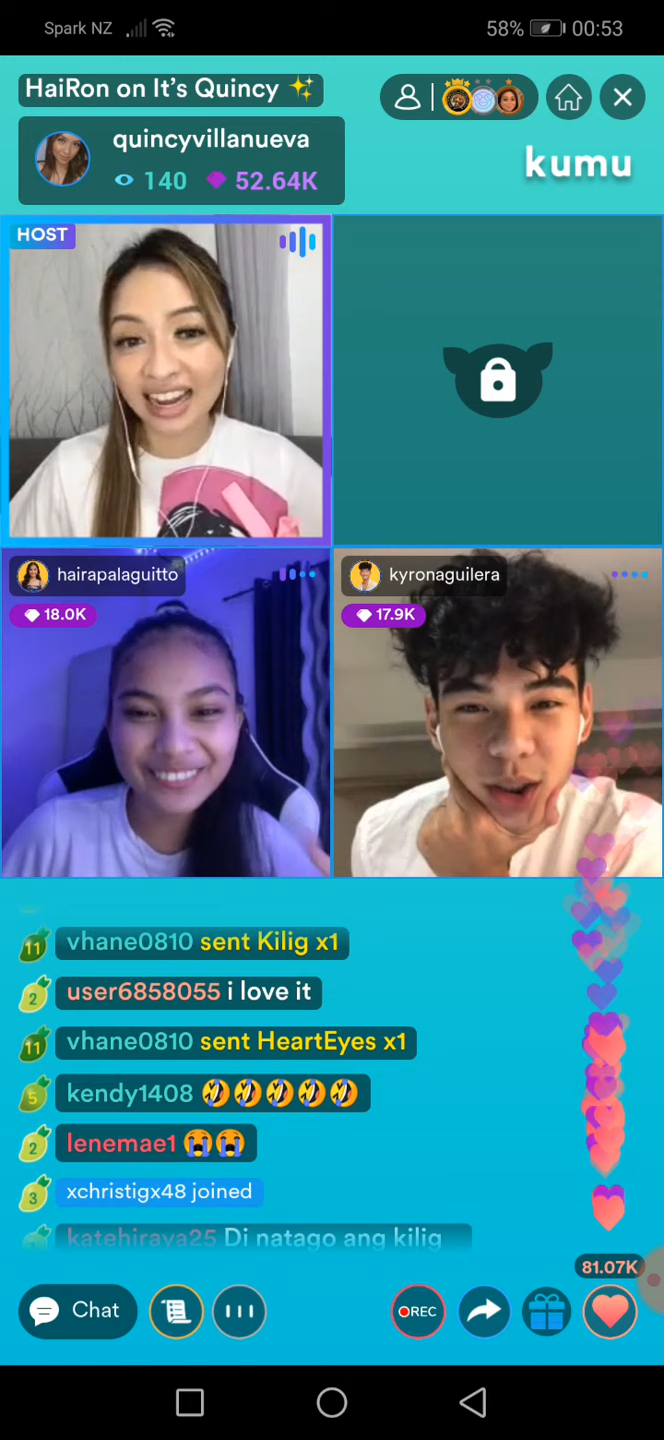 Spark NZ
58%
00:53
HaiRon on It's Quincy ✨
quincyvillanueva
140
52.64K
kumu
HOST
hairapalaguitto
18.0K
kyronaguilera
17.9K
11 vhane0810 sent Kilig x1
2 user6858055 i love it
11 vhane0810 sent HeartEyes x1
5 kendy1408 🤣🤣🤣🤣🤣
2 lenemae1 😭😭
3 xchristigx48 joined
katehiraya25 Di natago ang kilig
81.07K
Chat
REC